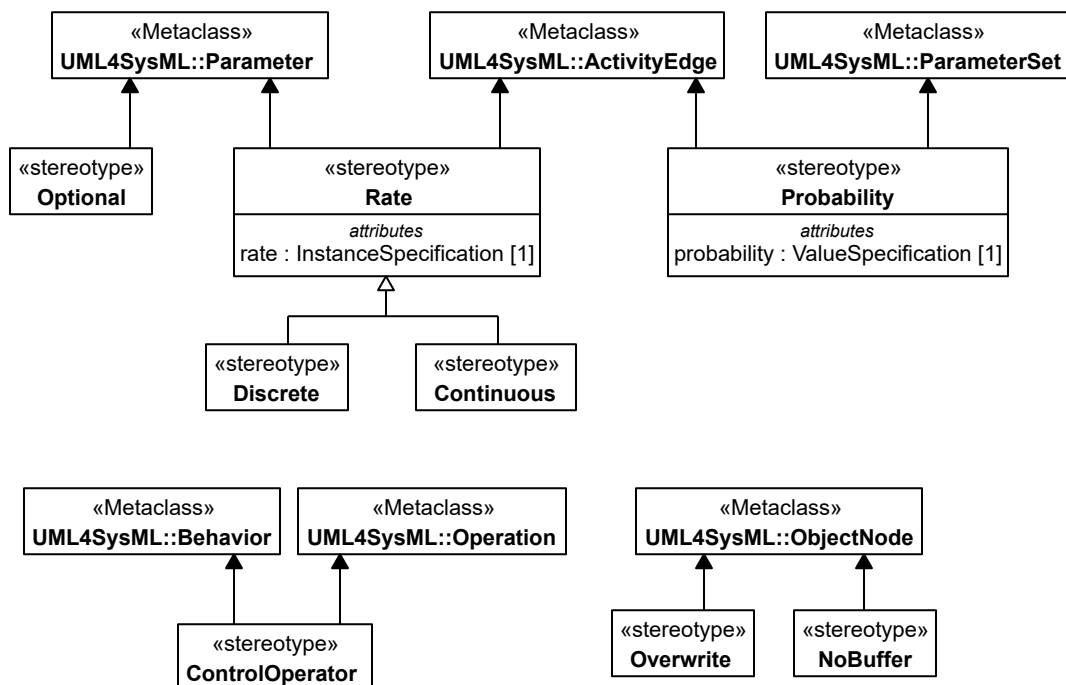 «Metaclass»
UML4SysML::Parameter
«Metaclass»
UML4SysML::ActivityEdge
«Metaclass»
UML4SysML::ParameterSet
«stereotype»
Optional
«stereotype»
Rate
attributes
rate : InstanceSpecification [1]
«stereotype»
Probability
attributes
probability : ValueSpecification [1]
«stereotype»
Discrete
«stereotype»
Continuous
«Metaclass»
UML4SysML::Behavior
«Metaclass»
UML4SysML::Operation
«Metaclass»
UML4SysML::ObjectNode
«stereotype»
ControlOperator
«stereotype»
Overwrite
«stereotype»
NoBuffer